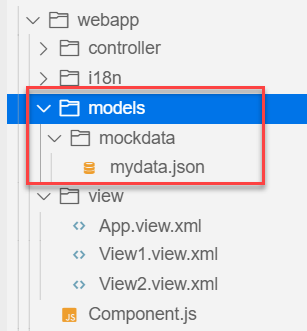 webapp
controller
i18n
models
mockdata
mydata.json
view
App.view.xml
View1.view.xml
View2.view.xml
JS Component.js